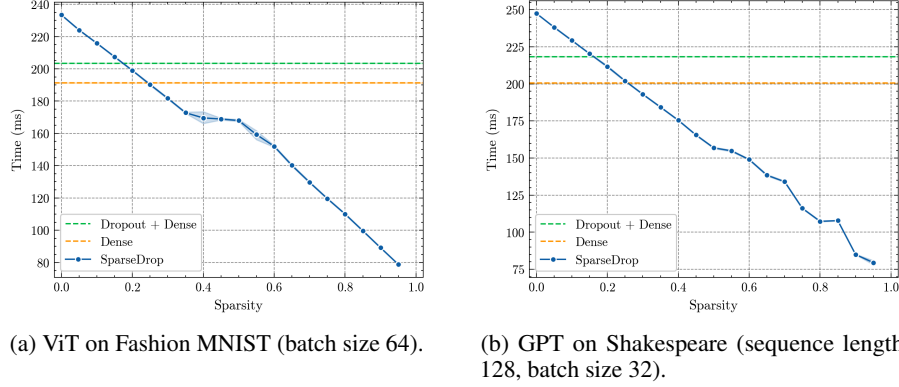 240
220
200
180
160
140
120
100
80
Time (ms)
Dropout + Dense
Dense
SparseDrop
0.0 0.2 0.4 0.6 0.8 1.0
Sparsity
(a) ViT on Fashion MNIST (batch size 64).
250
225
200
175
150
125
100
75
Time (ms)
Dropout + Dense
Dense
SparseDrop
0.0 0.2 0.4 0.6 0.8 1.0
Sparsity
(b) GPT on Shakespeare (sequence length
128, batch size 32).